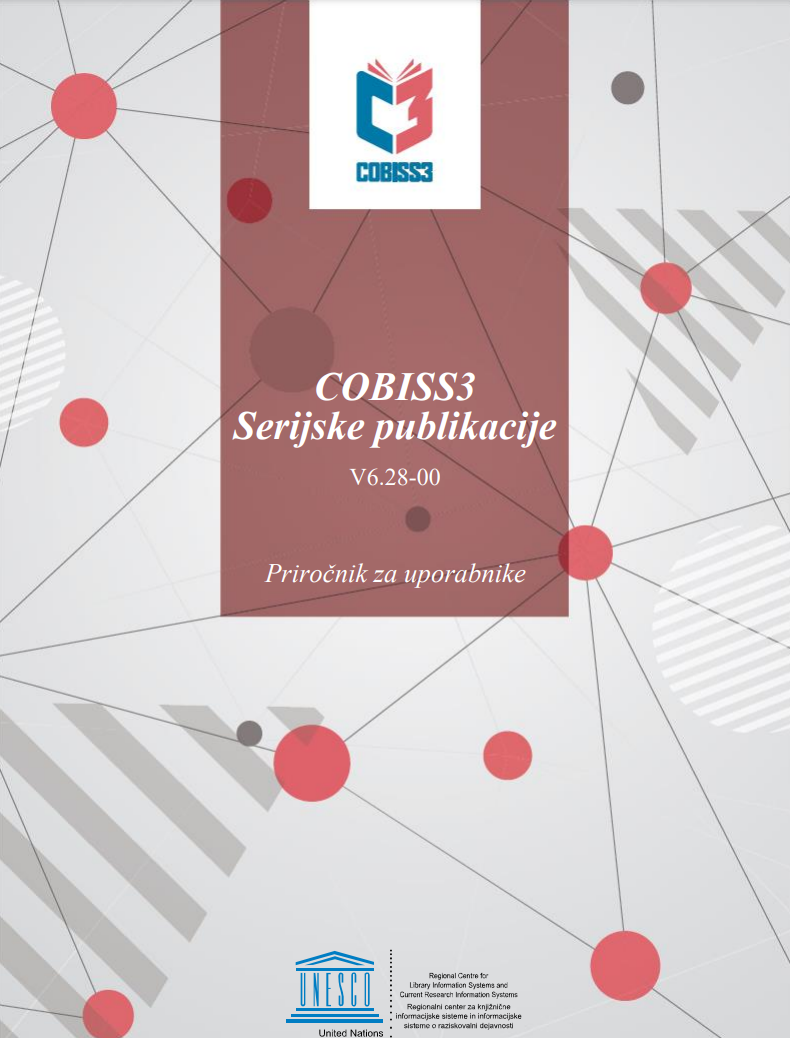 C3
COBISS3
COBISS3
Serijske publikacije
V6.28-00
Priročnik za uporabnike
UNESCO
United Nations
Regional Centre for
Library Information Systems and
Current Research Information Systems
Regionalni center za knjižnične
informacijske sisteme in informacijske
sisteme o raziskovalni dejavnosti